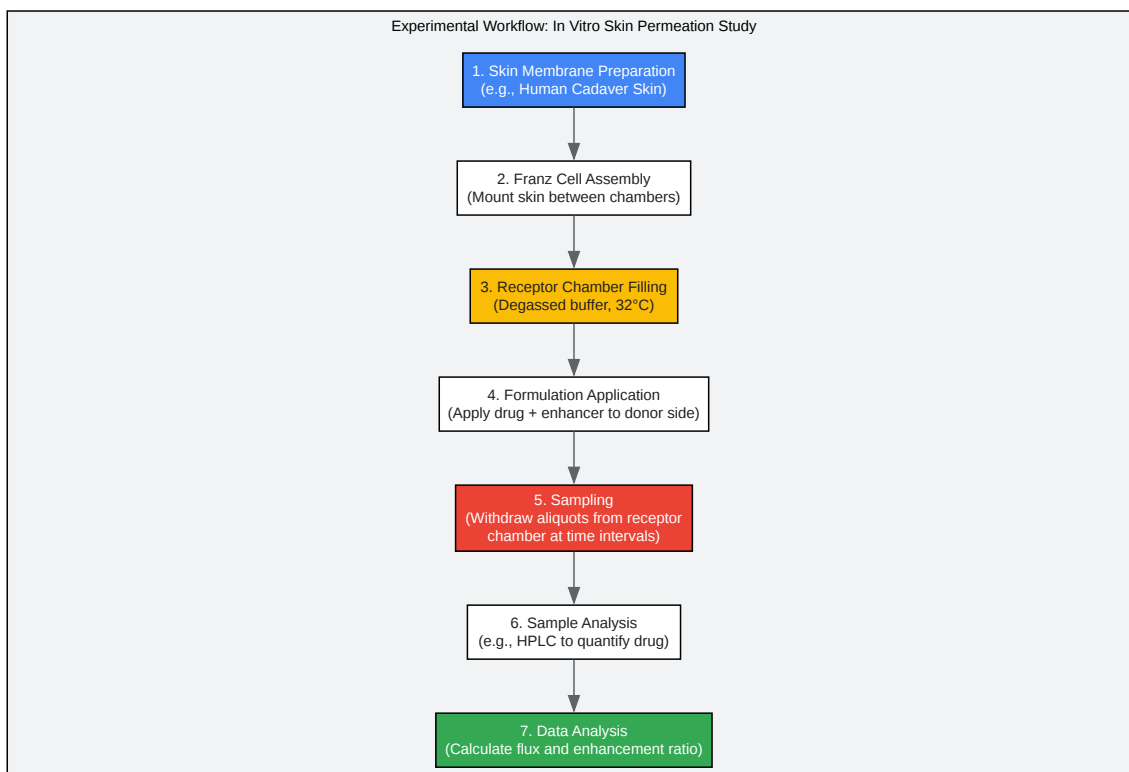 Experimental Workflow: In Vitro Skin Permeation Study
1. Skin Membrane Preparation
(e.g., Human Cadaver Skin)
2. Franz Cell Assembly
(Mount skin between chambers)
3. Receptor Chamber Filling
(Degassed buffer, 32°C)
4. Formulation Application
(Apply drug + enhancer to donor side)
5. Sampling
(Withdraw aliquots from receptor
chamber at time intervals)
6. Sample Analysis
(e.g., HPLC to quantify drug)
7. Data Analysis
(Calculate flux and enhancement ratio)